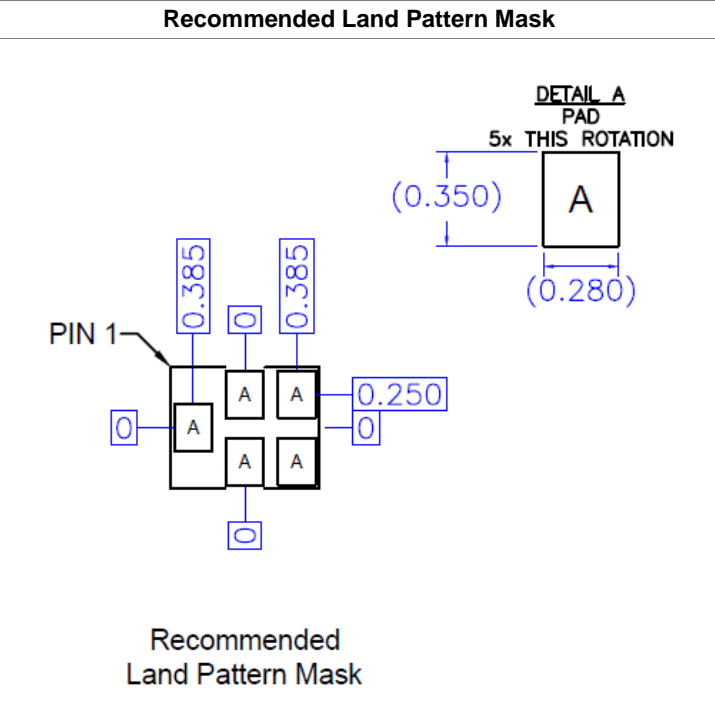 Recommended Land Pattern Mask
DETAIL A
PAD
5x THIS ROTATION
(0.350)
A
(0.280)
0.385
0
0.385
PIN 1
A
A
0.250
0
A
0
A
A
0
Recommended
Land Pattern Mask